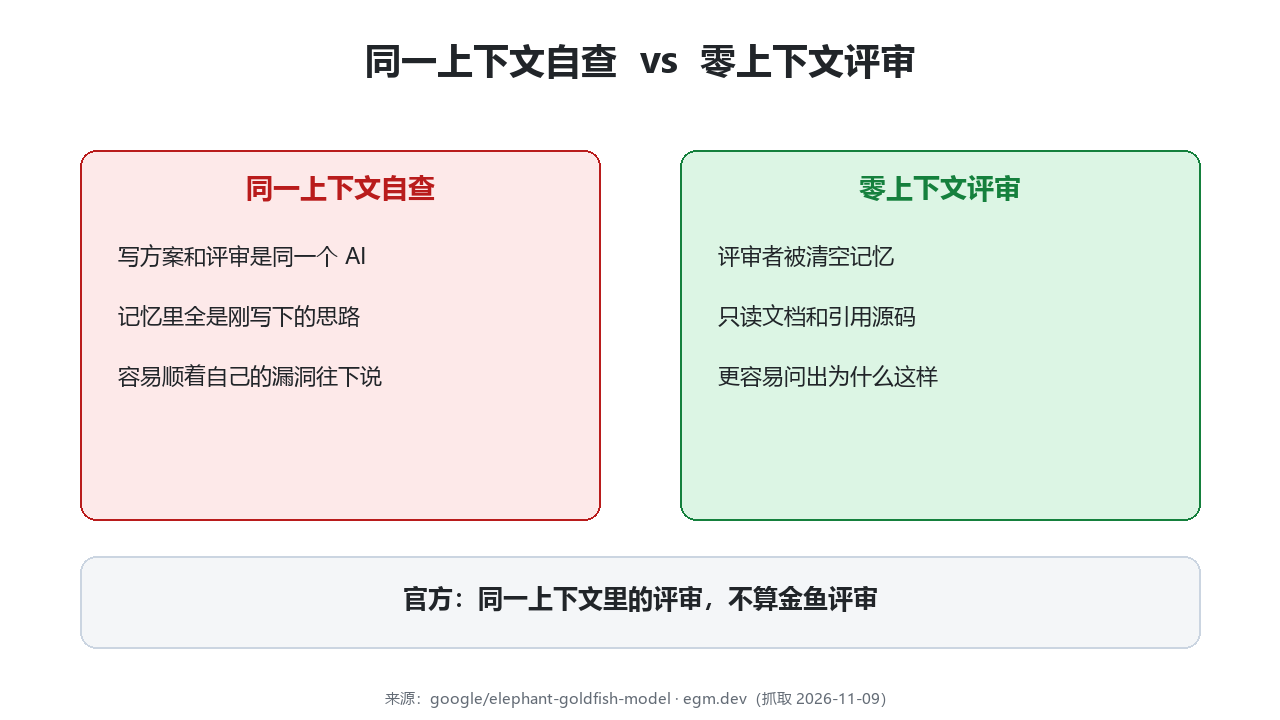 同一上下文自查 vs 零上下文评审
同一上下文自查
写方案和评审是同一个 AI
记忆里全是刚写下的思路
容易顺着自己的漏洞往下说
零上下文评审
评审者被清空记忆
只读文档和引用源码
更容易问出为什么这样
官方：同一上下文里的评审，不算金鱼评审
来源：google/elephant-goldfish-model · egm.dev（抓取 2026-11-09）